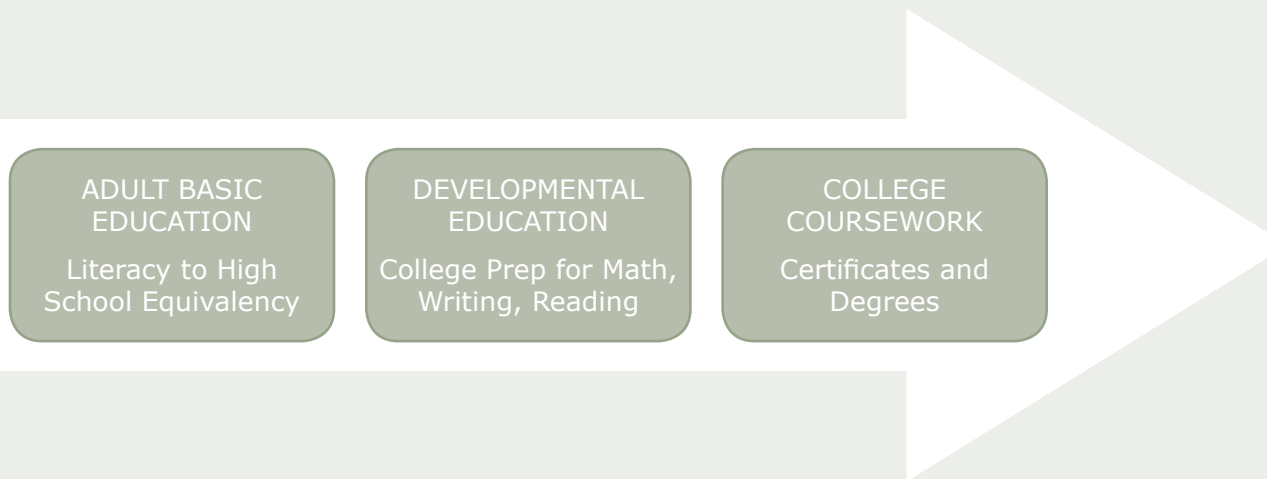 ADULT BASIC
EDUCATION
Literacy to High
School Equivalency
DEVELOPMENTAL
EDUCATION
College Prep for Math,
Writing, Reading
COLLEGE
COURSEWORK
Certificates and
Degrees